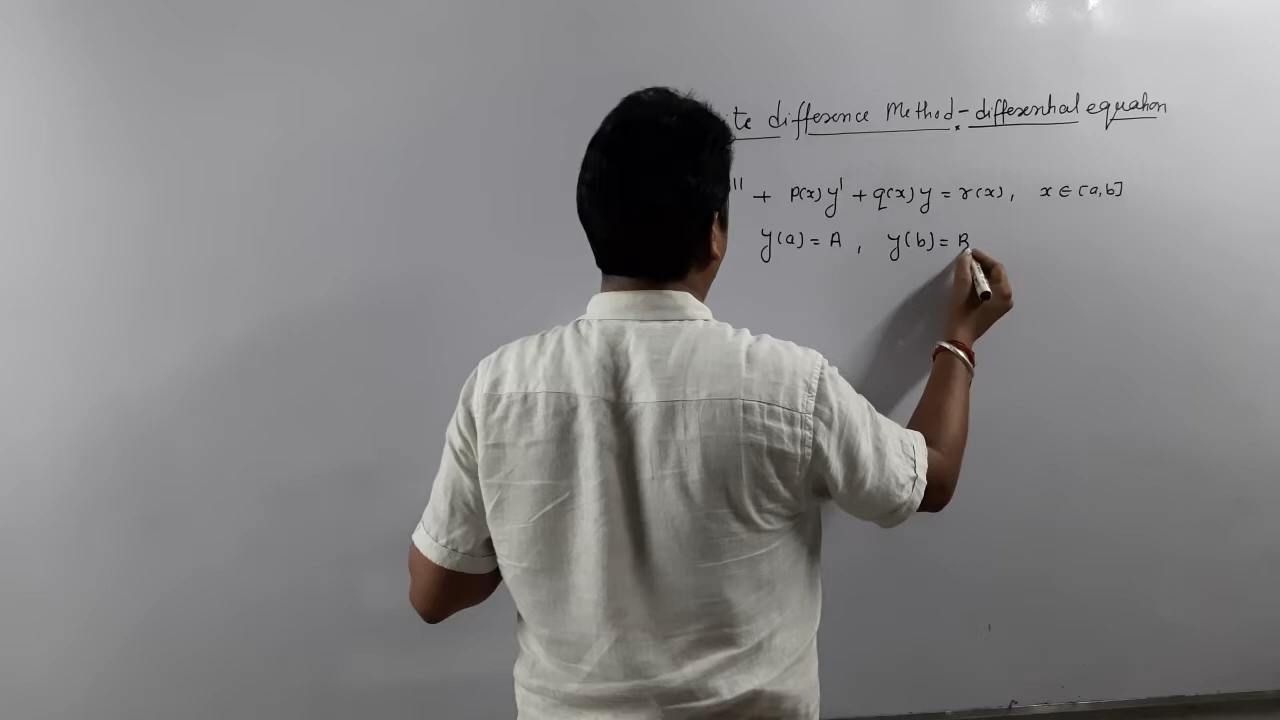 te difference Method - differential equation
'' + p(x)y' + q(x)y = r(x), x ∈ [a,b]
y(a) = A , y(b) = B